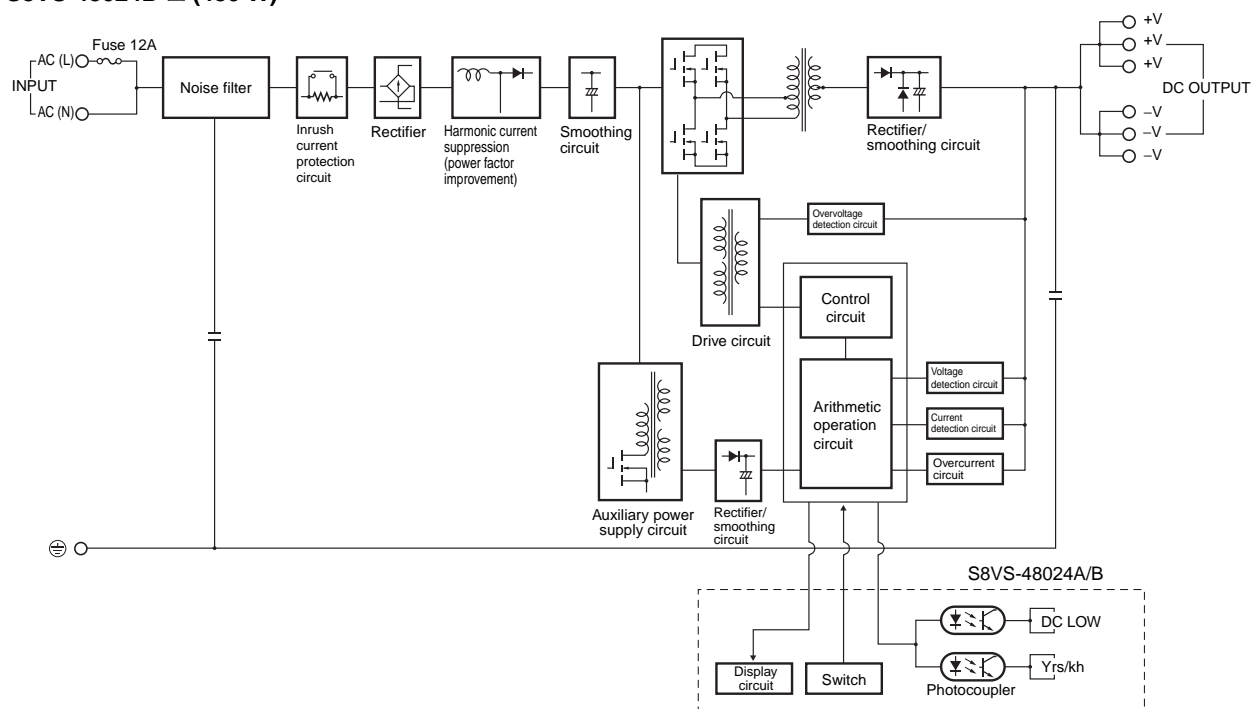 Fuse 12A
AC (L)
INPUT
AC (N)
Noise filter
Inrush
current
protection
circuit
Rectifier
Harmonic current
suppression
(power factor
improvement)
Smoothing
circuit
Rectifier/
smoothing circuit
+V
+V
+V
DC OUTPUT
–V
–V
–V
Overvoltage
detection circuit
Drive circuit
Control
circuit
Arithmetic
operation
circuit
Voltage
detection circuit
Current
detection circuit
Overcurrent
circuit
Auxiliary power
supply circuit
Rectifier/
smoothing
circuit
S8VS-48024A/B
DC LOW
Yrs/kh
Photocoupler
Display
circuit
Switch